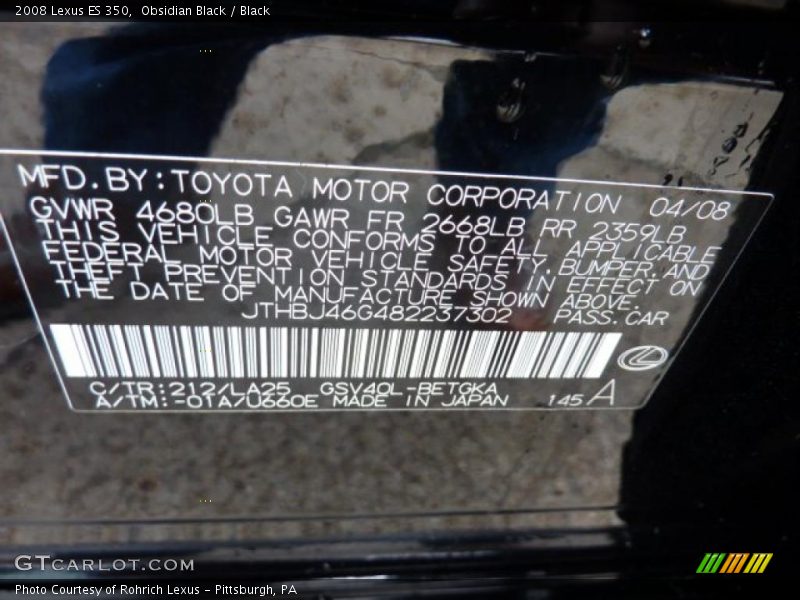 2008 Lexus ES 350, Obsidian Black / Black
MFD.BY:TOYOTA MOTOR CORPORATION 04/08
GVWR 4680LB GAWR FR 2668LB RR 2359LB
THIS VEHICLE CONFORMS TO ALL APPLICABLE
FEDERAL MOTOR VEHICLE SAFETY,BUMPER,AND
THEFT PREVENTION STANDARDS IN EFFECT ON
THE DATE OF MANUFACTURE SHOWN ABOVE.
JTHBJ46G482237302 PASS.CAR
C/TR:212/LA25 GSV40L-BETGKA
A/TM:-01A/U660E MADE IN JAPAN 145 A
GTCARLOT.COM
Photo Courtesy of Rohrich Lexus - Pittsburgh, PA